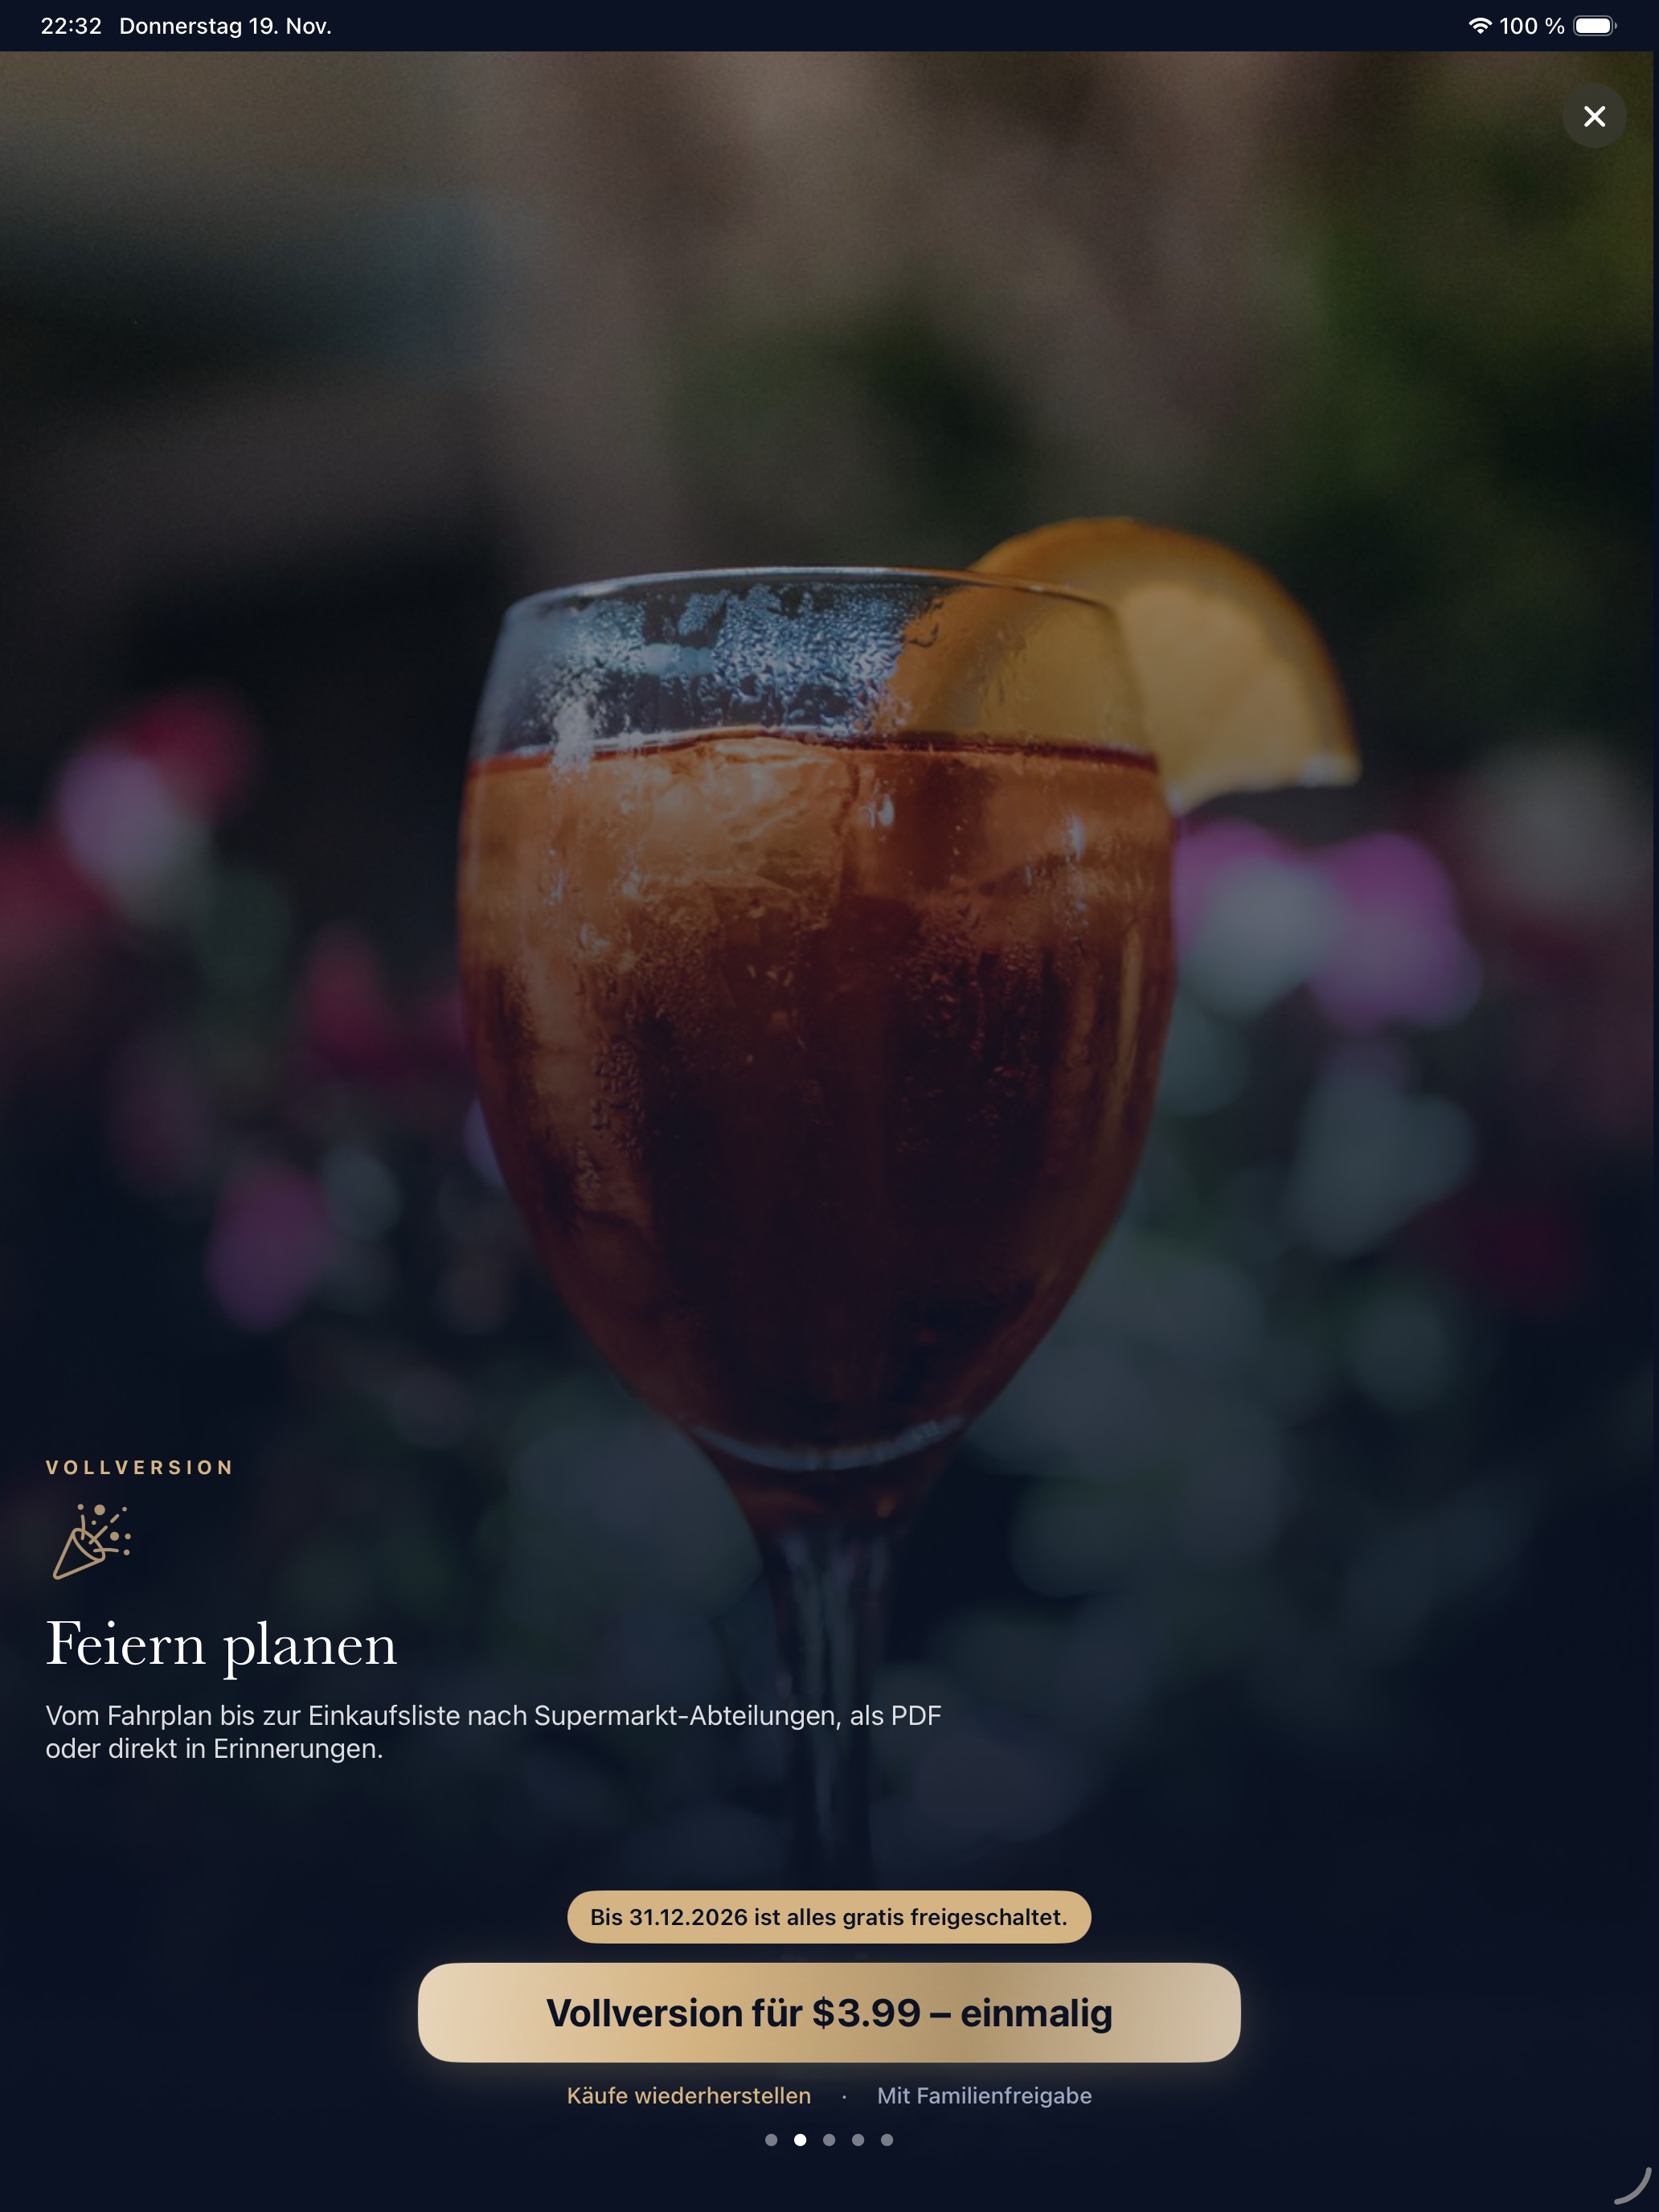 22:32 Donnerstag 19. Nov.
100 %
VOLLVERSION
Feiern planen
Vom Fahrplan bis zur Einkaufsliste nach Supermarkt-Abteilungen, als PDF
oder direkt in Erinnerungen.
Bis 31.12.2026 ist alles gratis freigeschaltet.
Vollversion für $3.99 – einmalig
Käufe wiederherstellen · Mit Familienfreigabe